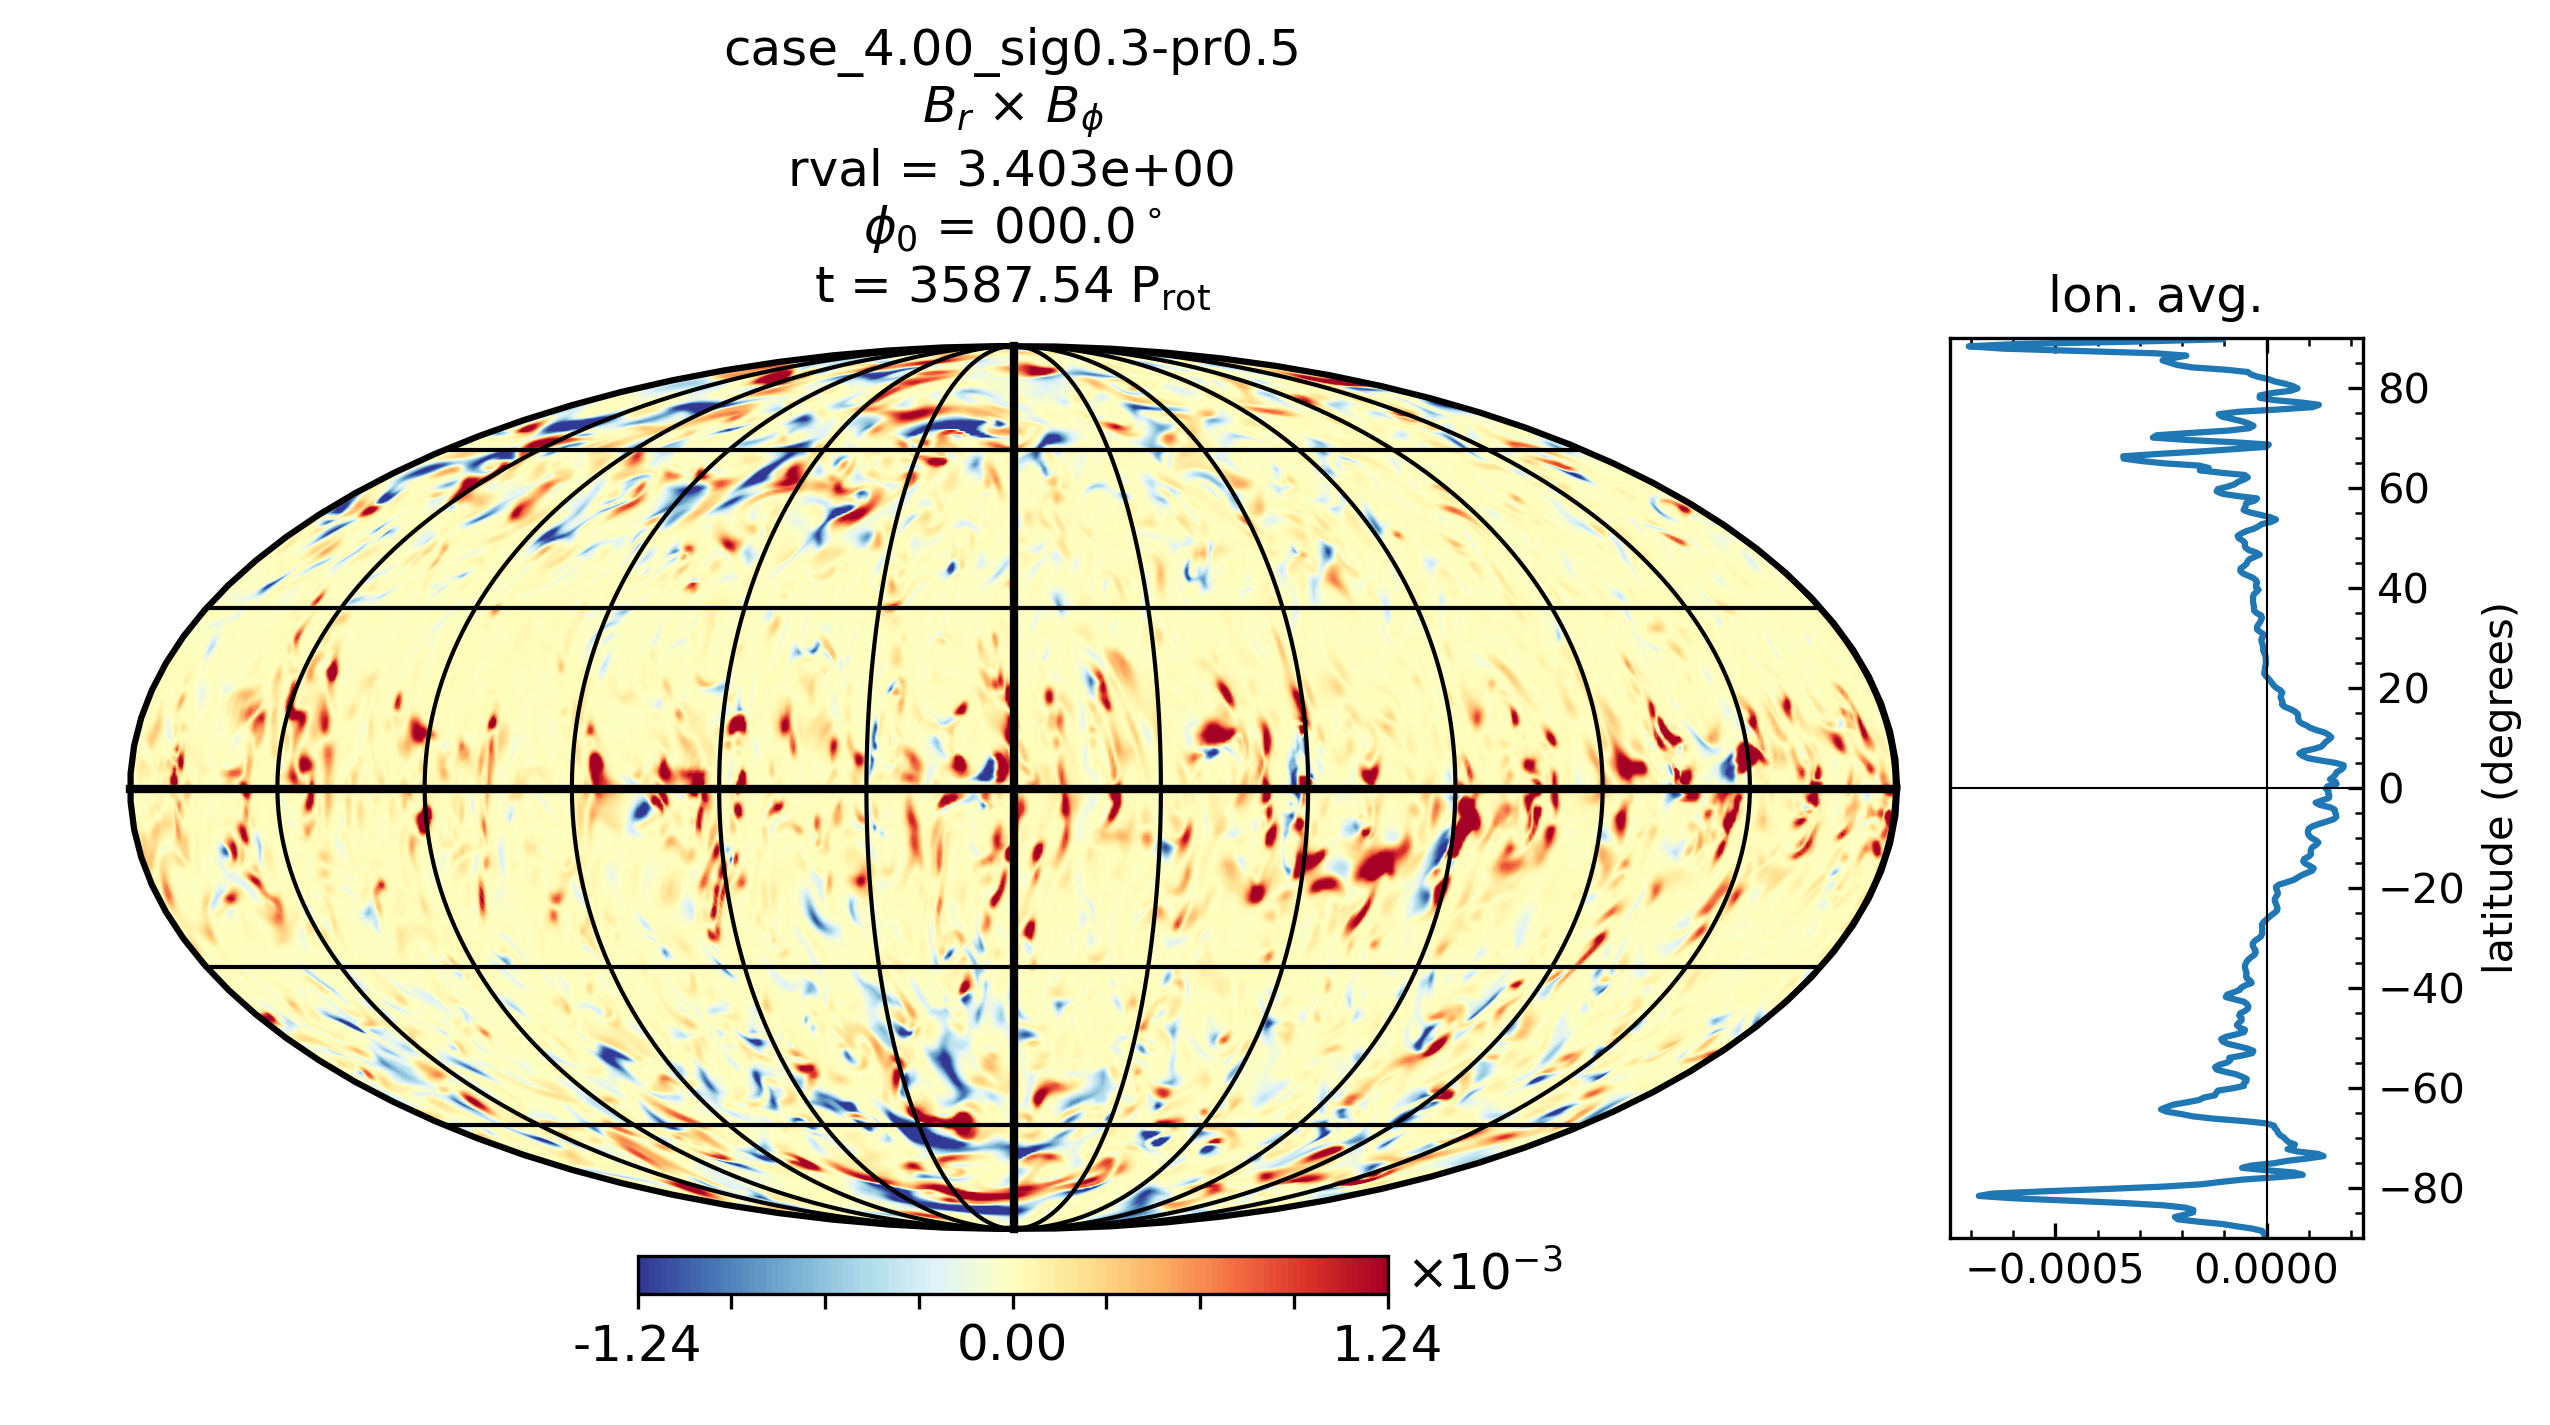 case_4.00_sig0.3-pr0.5
B_r × B_ϕ
rval = 3.403e+00
ϕ_0 = 000.0°
t = 3587.54 P_rot
lon. avg.
80
60
40
20
0
−20
−40
−60
−80
latitude (degrees)
−0.0005 0.0000
×10^−3
-1.24 0.00 1.24